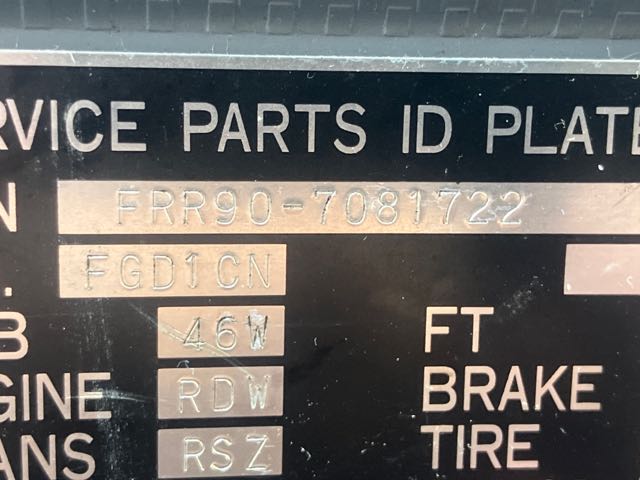 RVICE PARTS ID PLATE
N FRR90-7081722
. FGD1CN
B 46W FT
GINE RDW BRAKE
ANS RSZ TIRE